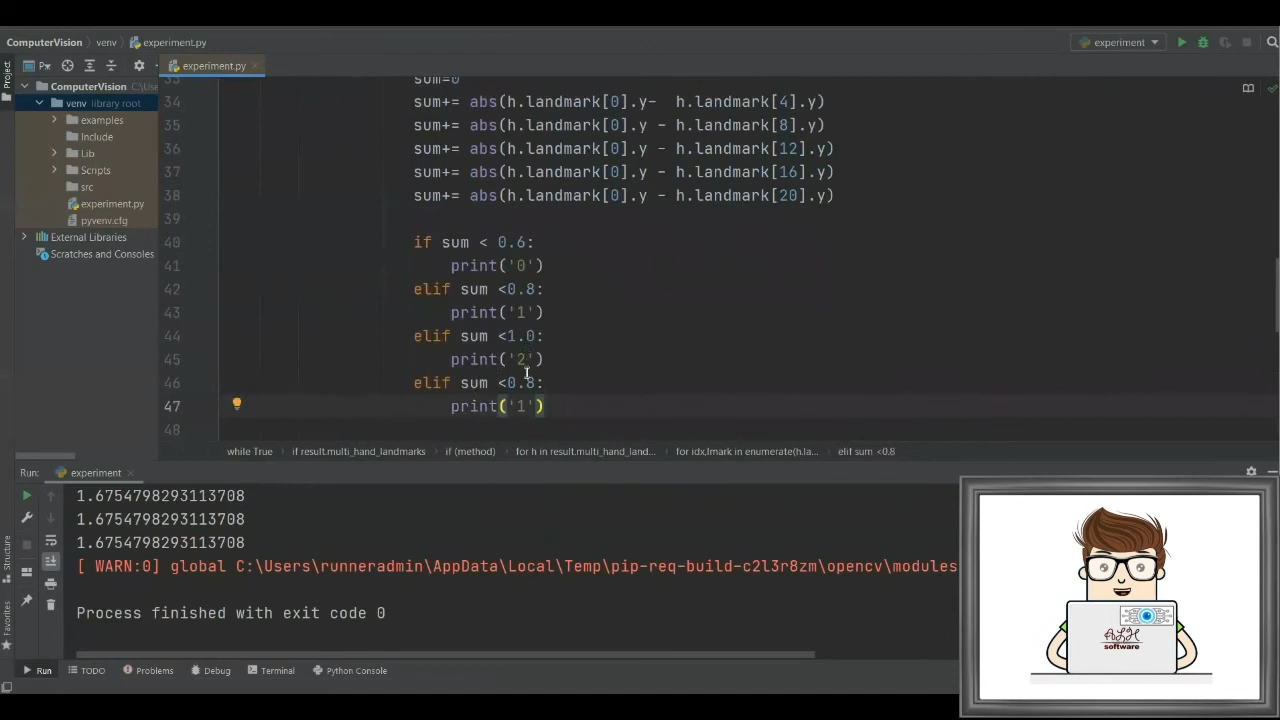 ComputerVision venv experiment.py experiment
Project P experiment.py
ComputerVision C:\Use
venv library root
examples
Include
Lib
Scripts
src
experiment.py
pyvenv.cfg
External Libraries
Scratches and Consoles
33 sum=0
34 sum+= abs(h.landmark[0].y-  h.landmark[4].y)
35 sum+= abs(h.landmark[0].y - h.landmark[8].y)
36 sum+= abs(h.landmark[0].y - h.landmark[12].y)
37 sum+= abs(h.landmark[0].y - h.landmark[16].y)
38 sum+= abs(h.landmark[0].y - h.landmark[20].y)
39
40 if sum < 0.6:
41 print('0')
42 elif sum <0.8:
43 print('1')
44 elif sum <1.0:
45 print('2')
46 elif sum <0.8:
47 print('1')
48
while True if result.multi_hand_landmarks if (method) for h in result.multi_hand_land... for idx,lmark in enumerate(h.la... elif sum <0.8
Run: experiment
1.6754798293113708
1.6754798293113708
1.6754798293113708
[ WARN:0] global C:\Users\runneradmin\AppData\Local\Temp\pip-req-build-c2l3r8zm\opencv\modules
Process finished with exit code 0
Structure
Favorites
Run TODO Problems Debug Terminal Python Console
software